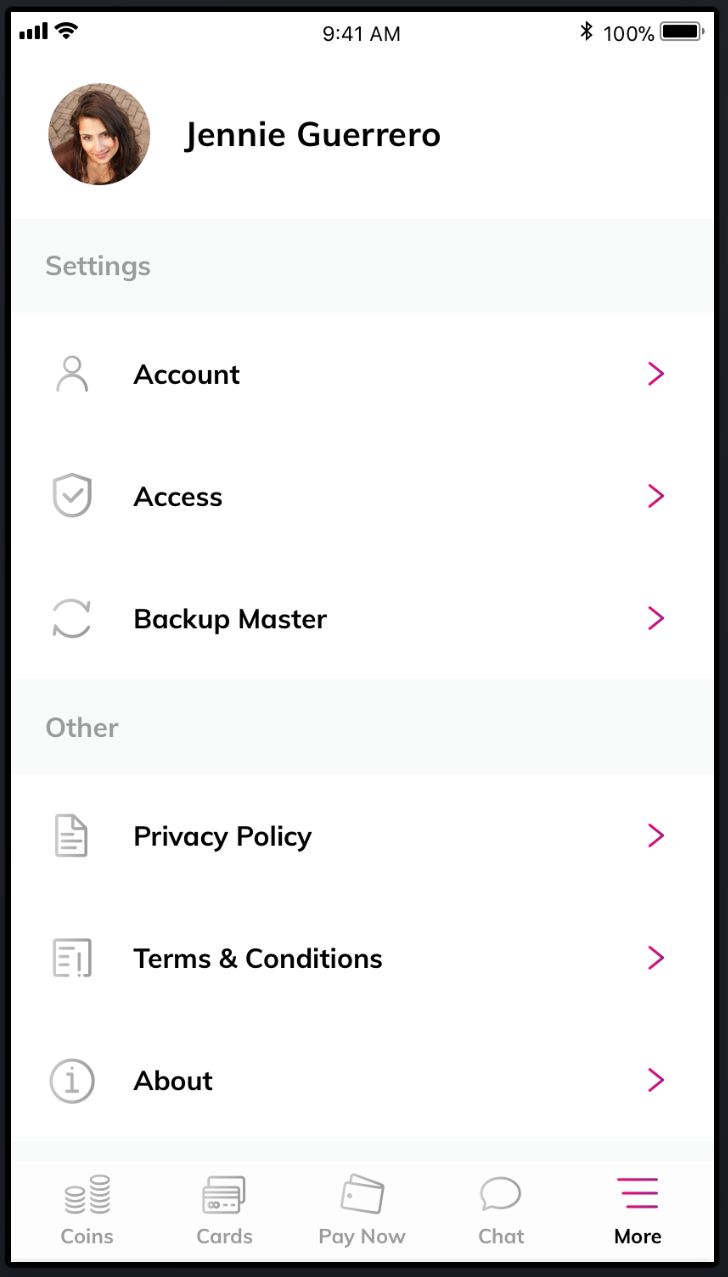 9:41 AM 100%
Jennie Guerrero
Settings
Account
Access
Backup Master
Other
Privacy Policy
Terms & Conditions
About
Coins Cards Pay Now Chat More